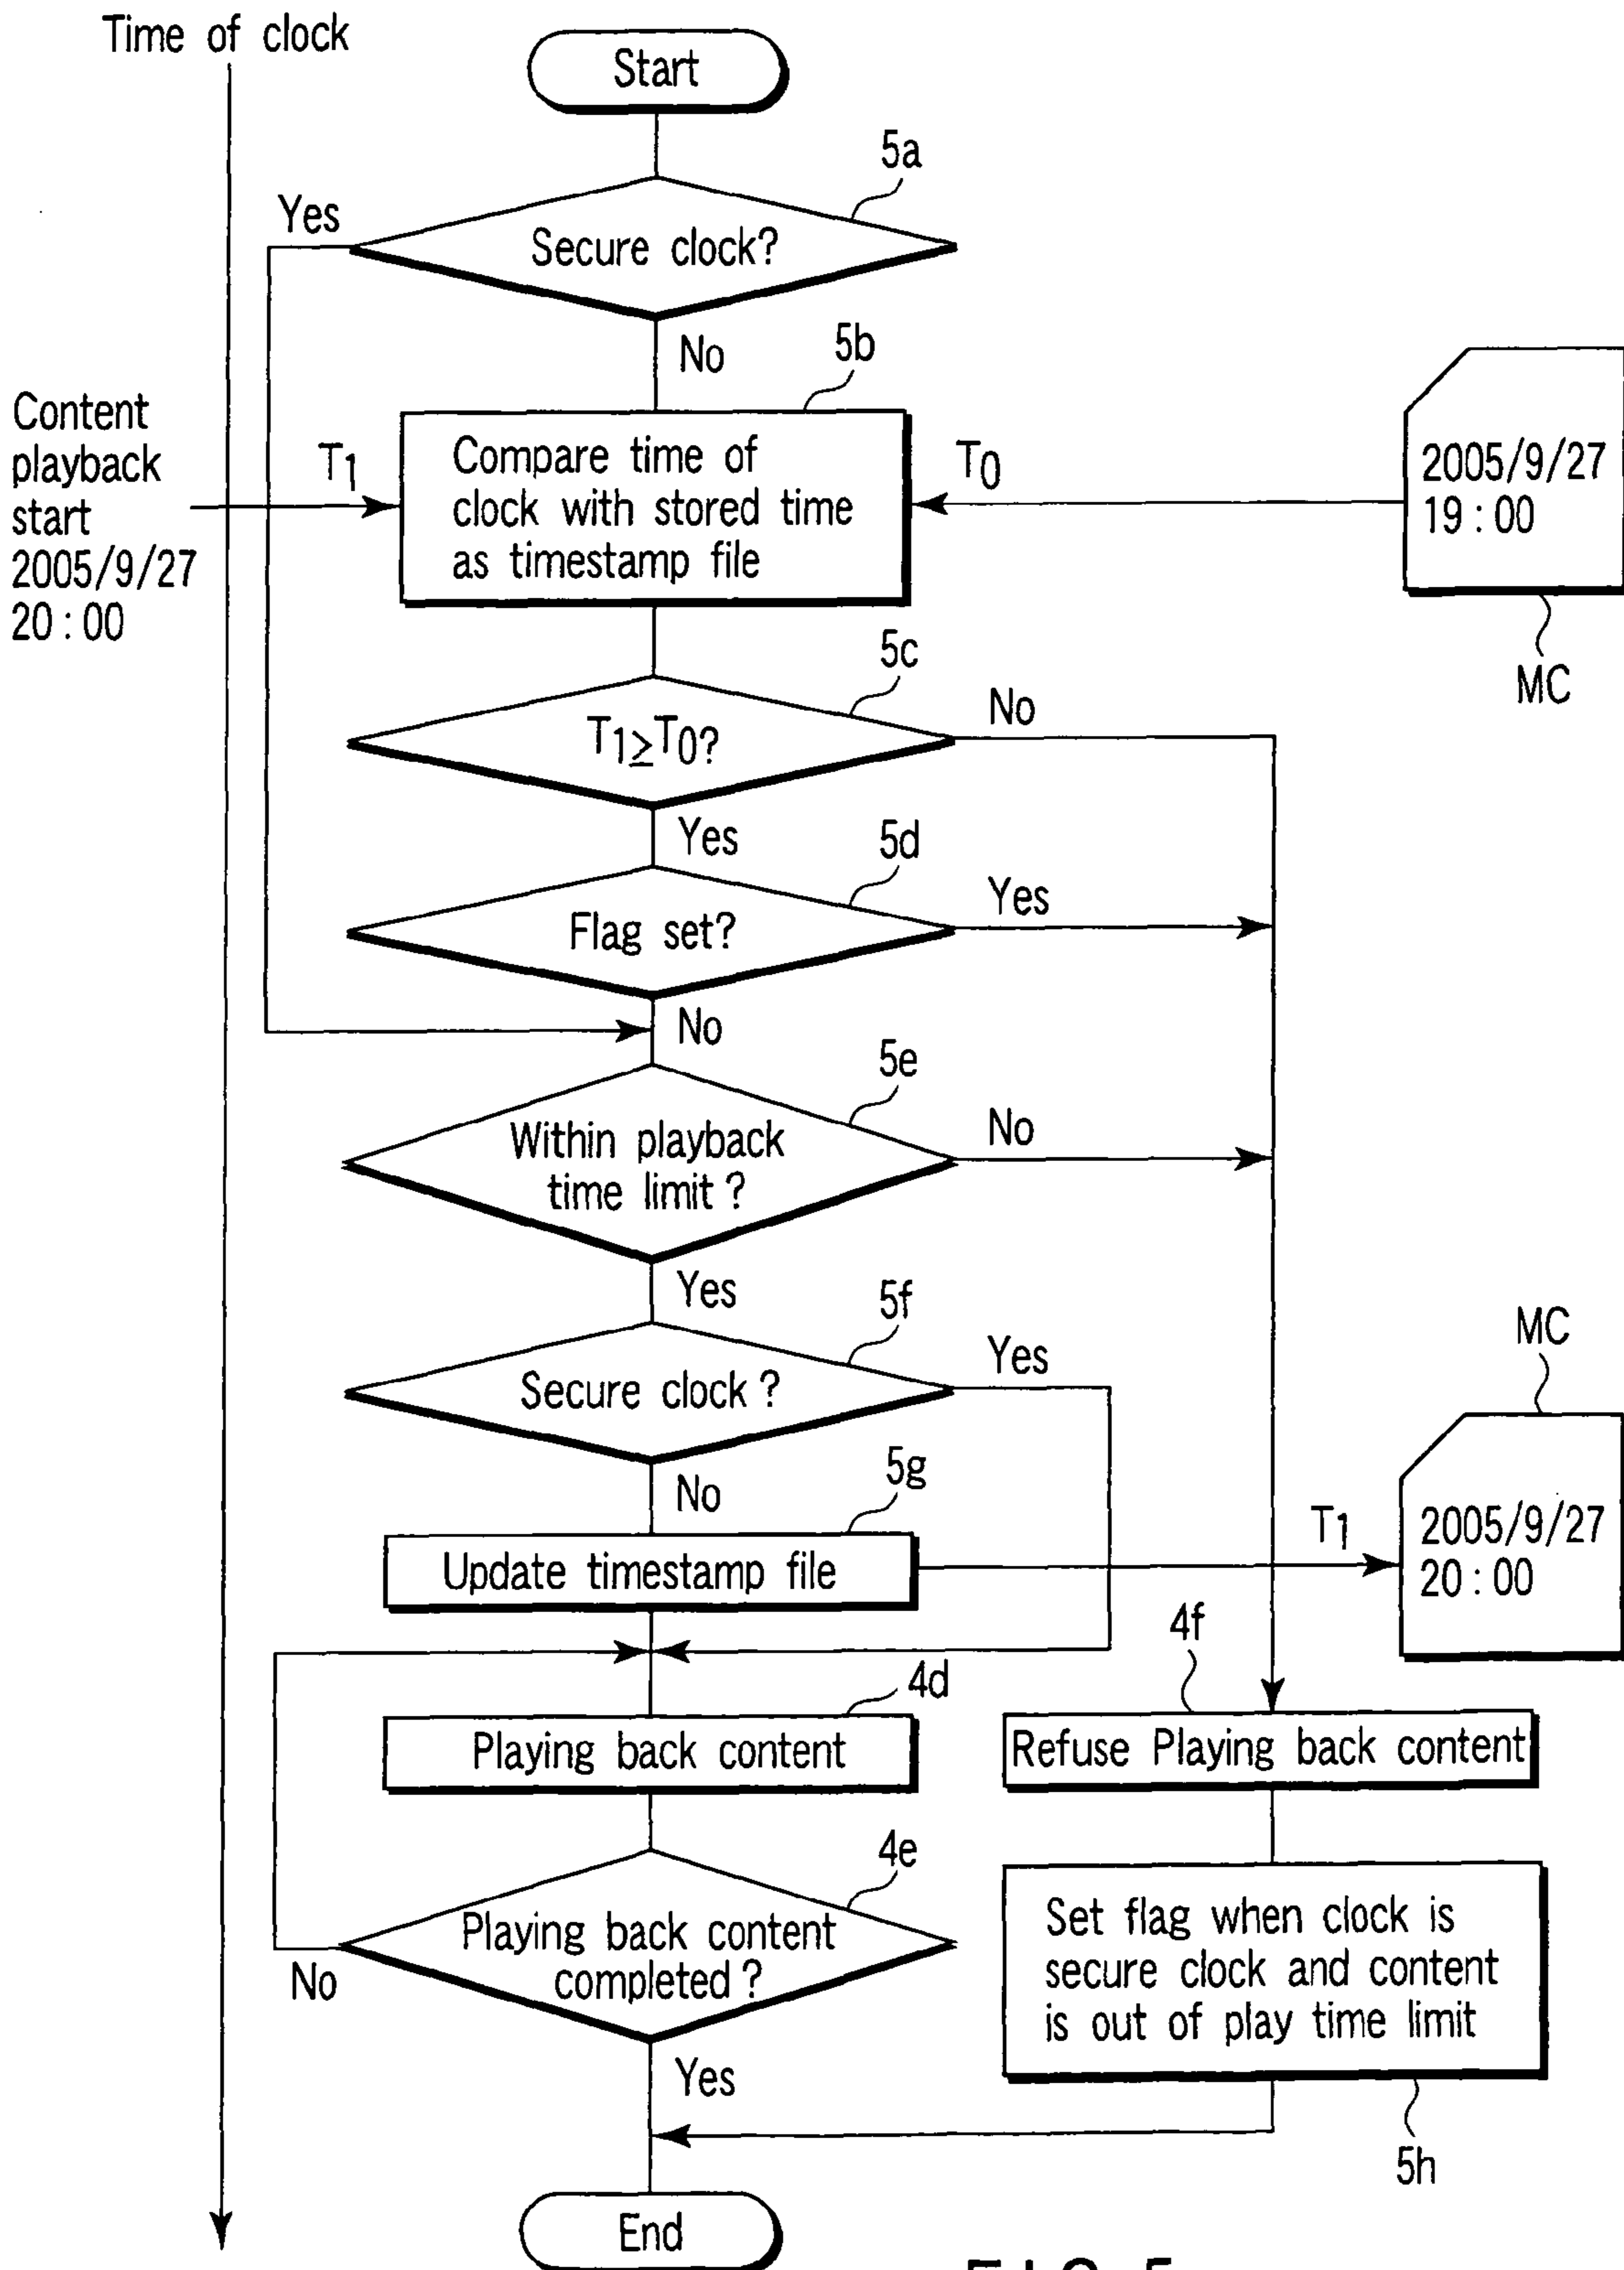 Time of clock
Start
5a
Yes
Secure clock?
No
5b
Content
playback
start
2005/9/27
20:00
T1
Compare time of
clock with stored time
as timestamp file
T0
2005/9/27
19:00
MC
5c
T1≥T0?
No
Yes
5d
Flag set?
Yes
No
5e
Within playback
time limit?
No
Yes
5f
Secure clock?
Yes
No
5g
Update timestamp file
T1
MC
2005/9/27
20:00
4d
Playing back content
4f
Refuse Playing back content
4e
Playing back content
completed?
No
Yes
Set flag when clock is
secure clock and content
is out of play time limit
5h
End
FIG.5